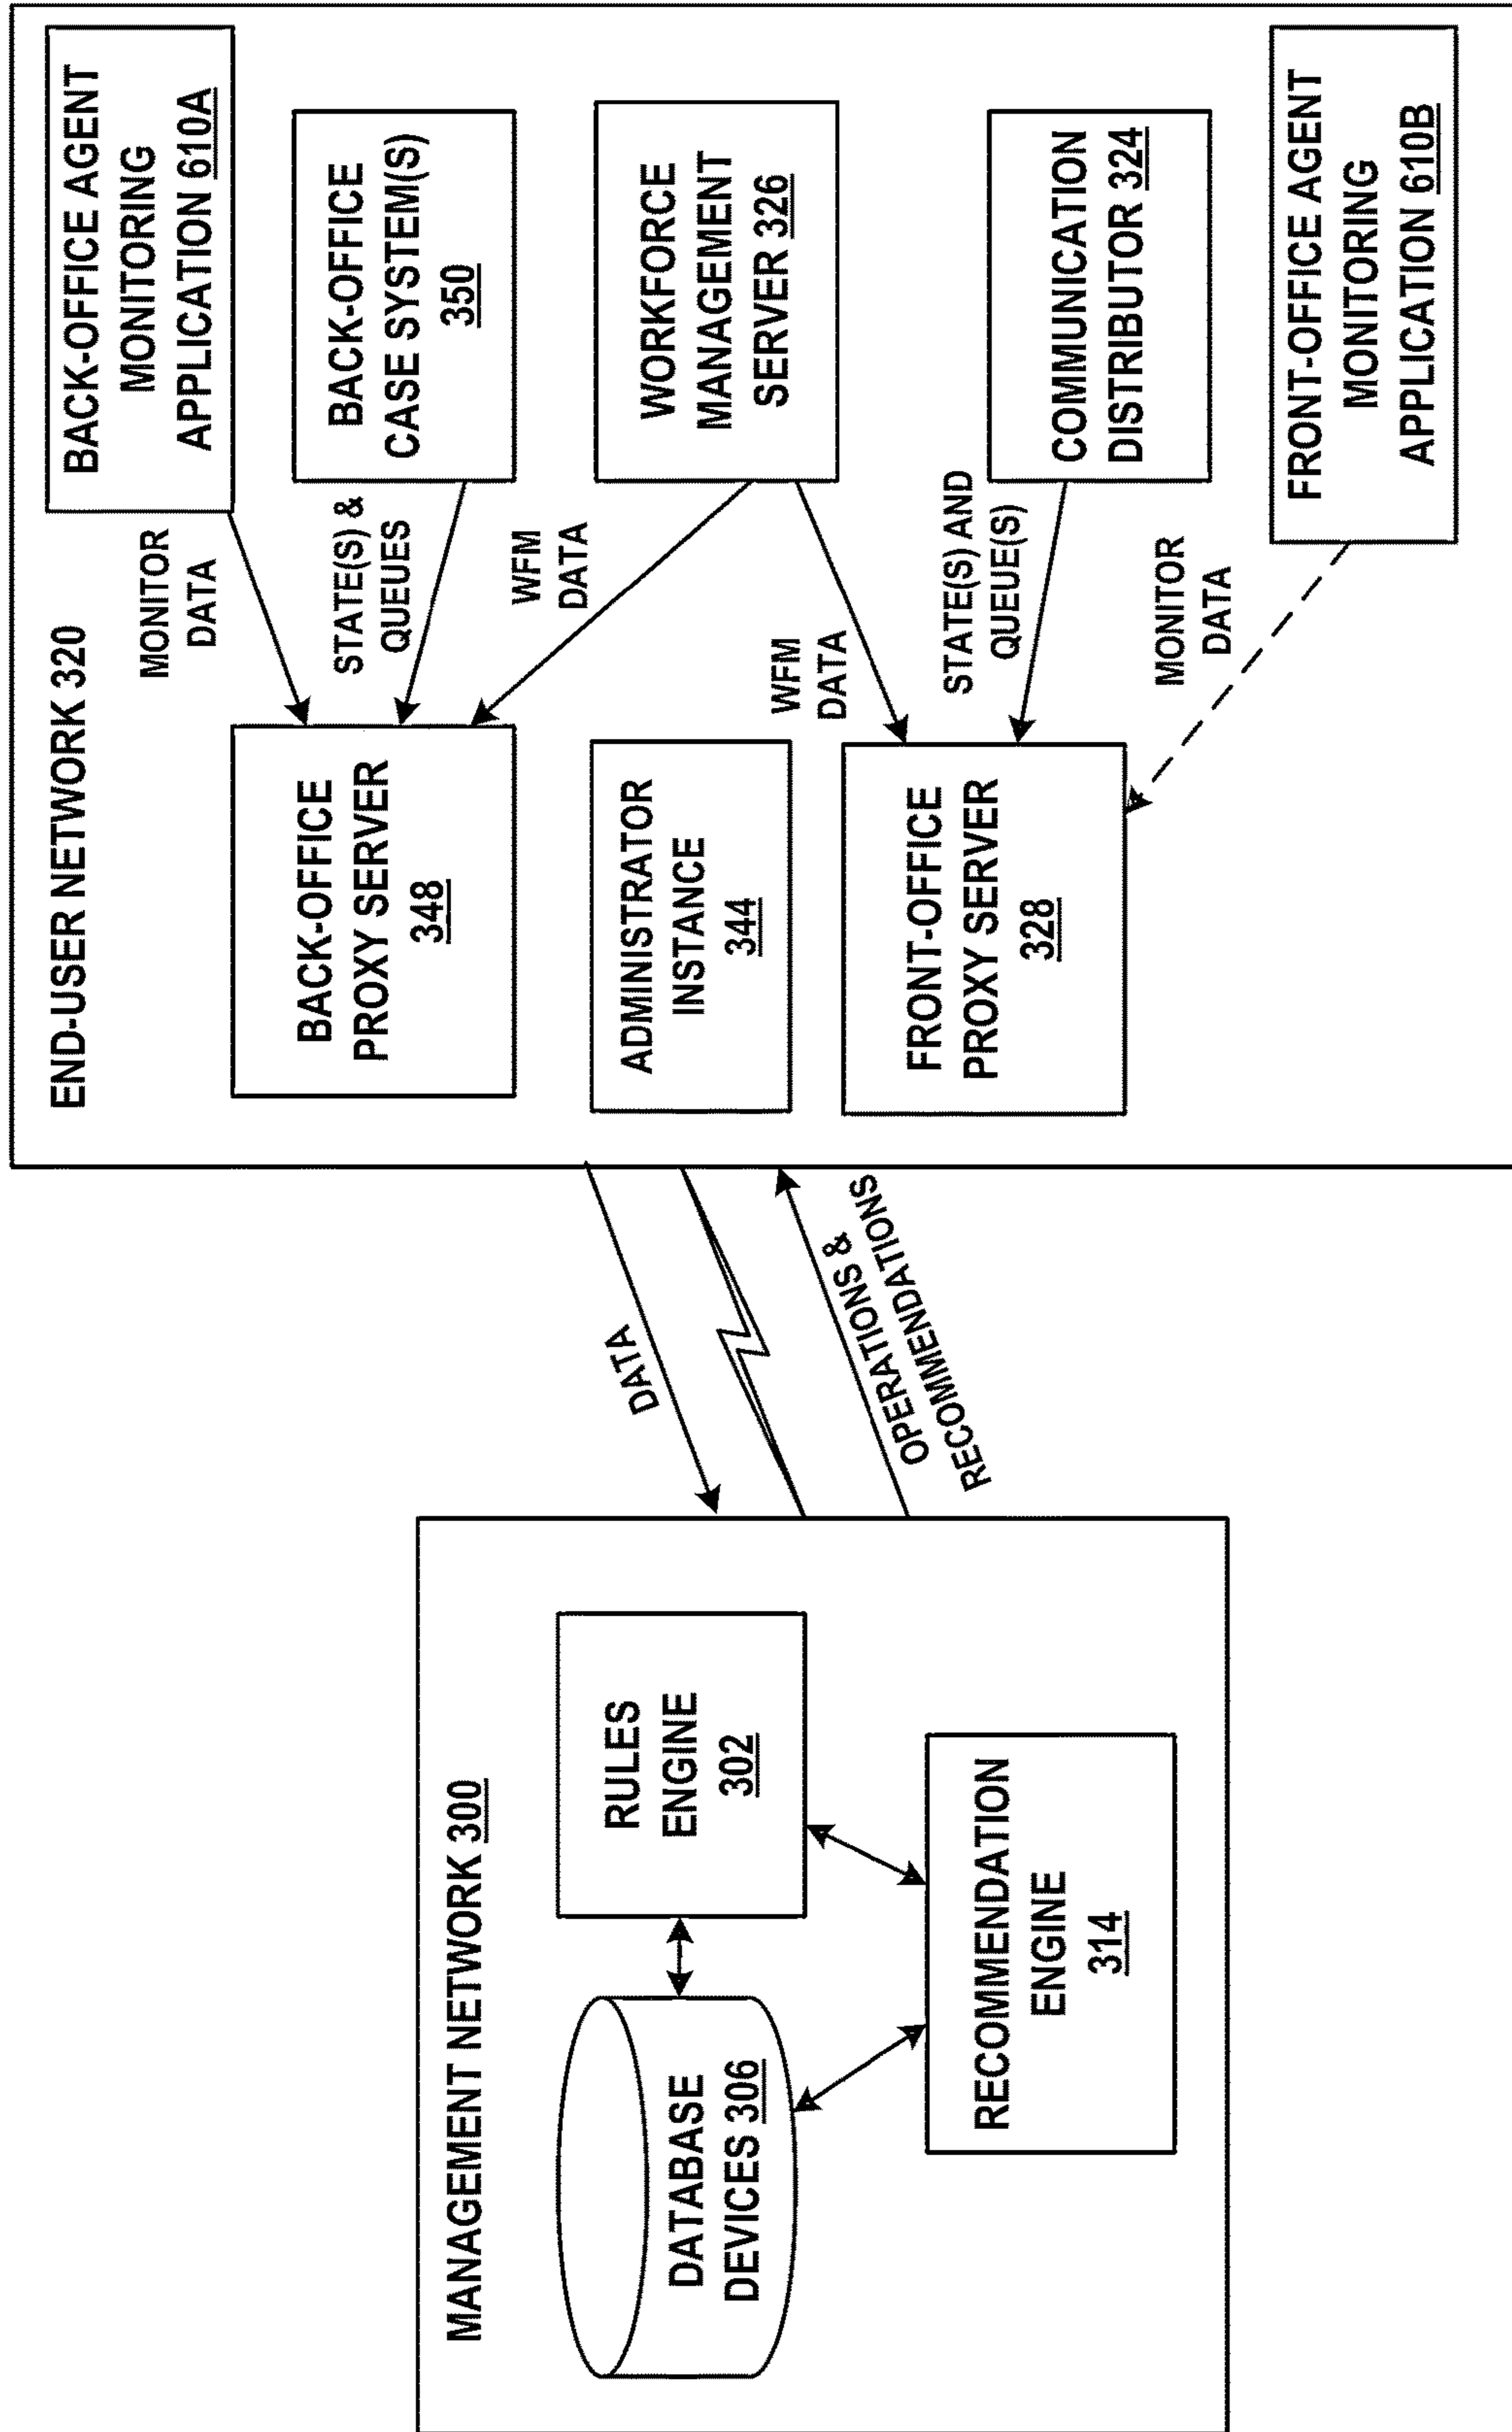 MANAGEMENT NETWORK 300
DATABASE
DEVICES 306
RULES
ENGINE
302
RECOMMENDATION
ENGINE
314
DATA
OPERATIONS &
RECOMMENDATIONS
END-USER NETWORK 320
BACK-OFFICE
PROXY SERVER
348
ADMINISTRATOR
INSTANCE
344
FRONT-OFFICE
PROXY SERVER
328
MONITOR
DATA
STATE(S) &
QUEUES
WFM
DATA
WFM
DATA
STATE(S) AND
QUEUE(S)
MONITOR
DATA
BACK-OFFICE AGENT
MONITORING
APPLICATION 610A
BACK-OFFICE
CASE SYSTEM(S)
350
WORKFORCE
MANAGEMENT
SERVER 326
COMMUNICATION
DISTRIBUTOR 324
FRONT-OFFICE AGENT
MONITORING
APPLICATION 610B